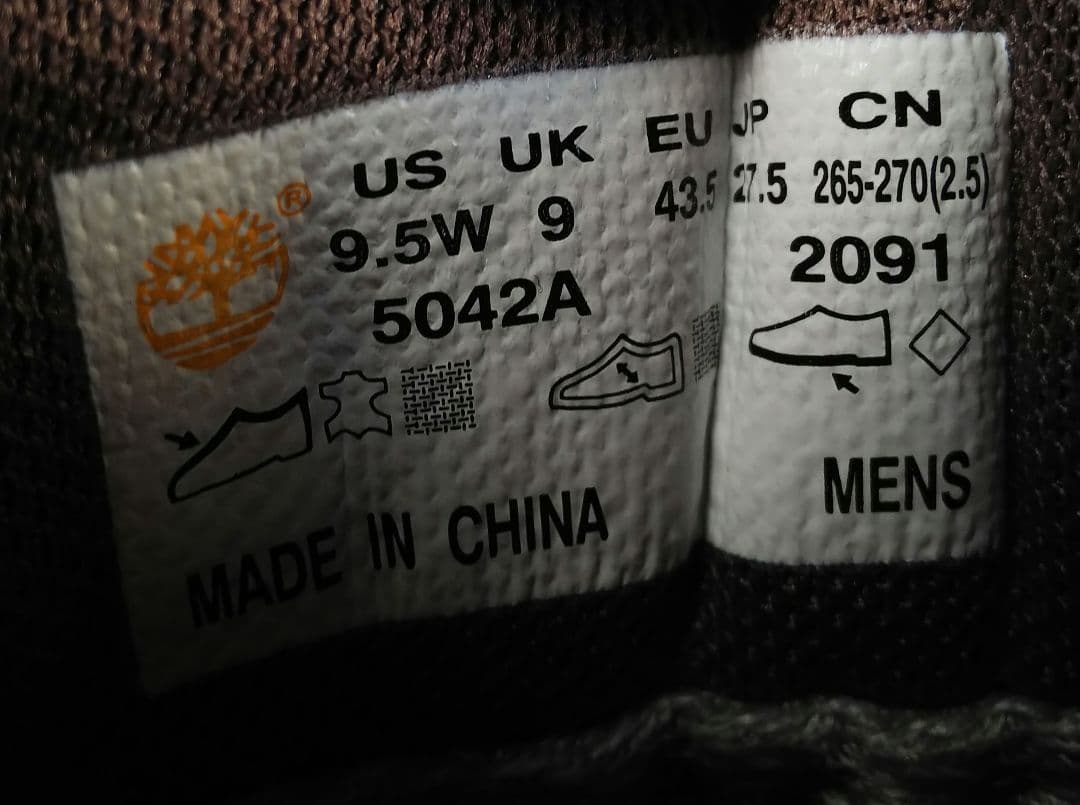 US UK EU JP CN
9.5W 9 43.5 27.5 265-270(2.5)
5042A 2091
MADE IN CHINA MENS
®